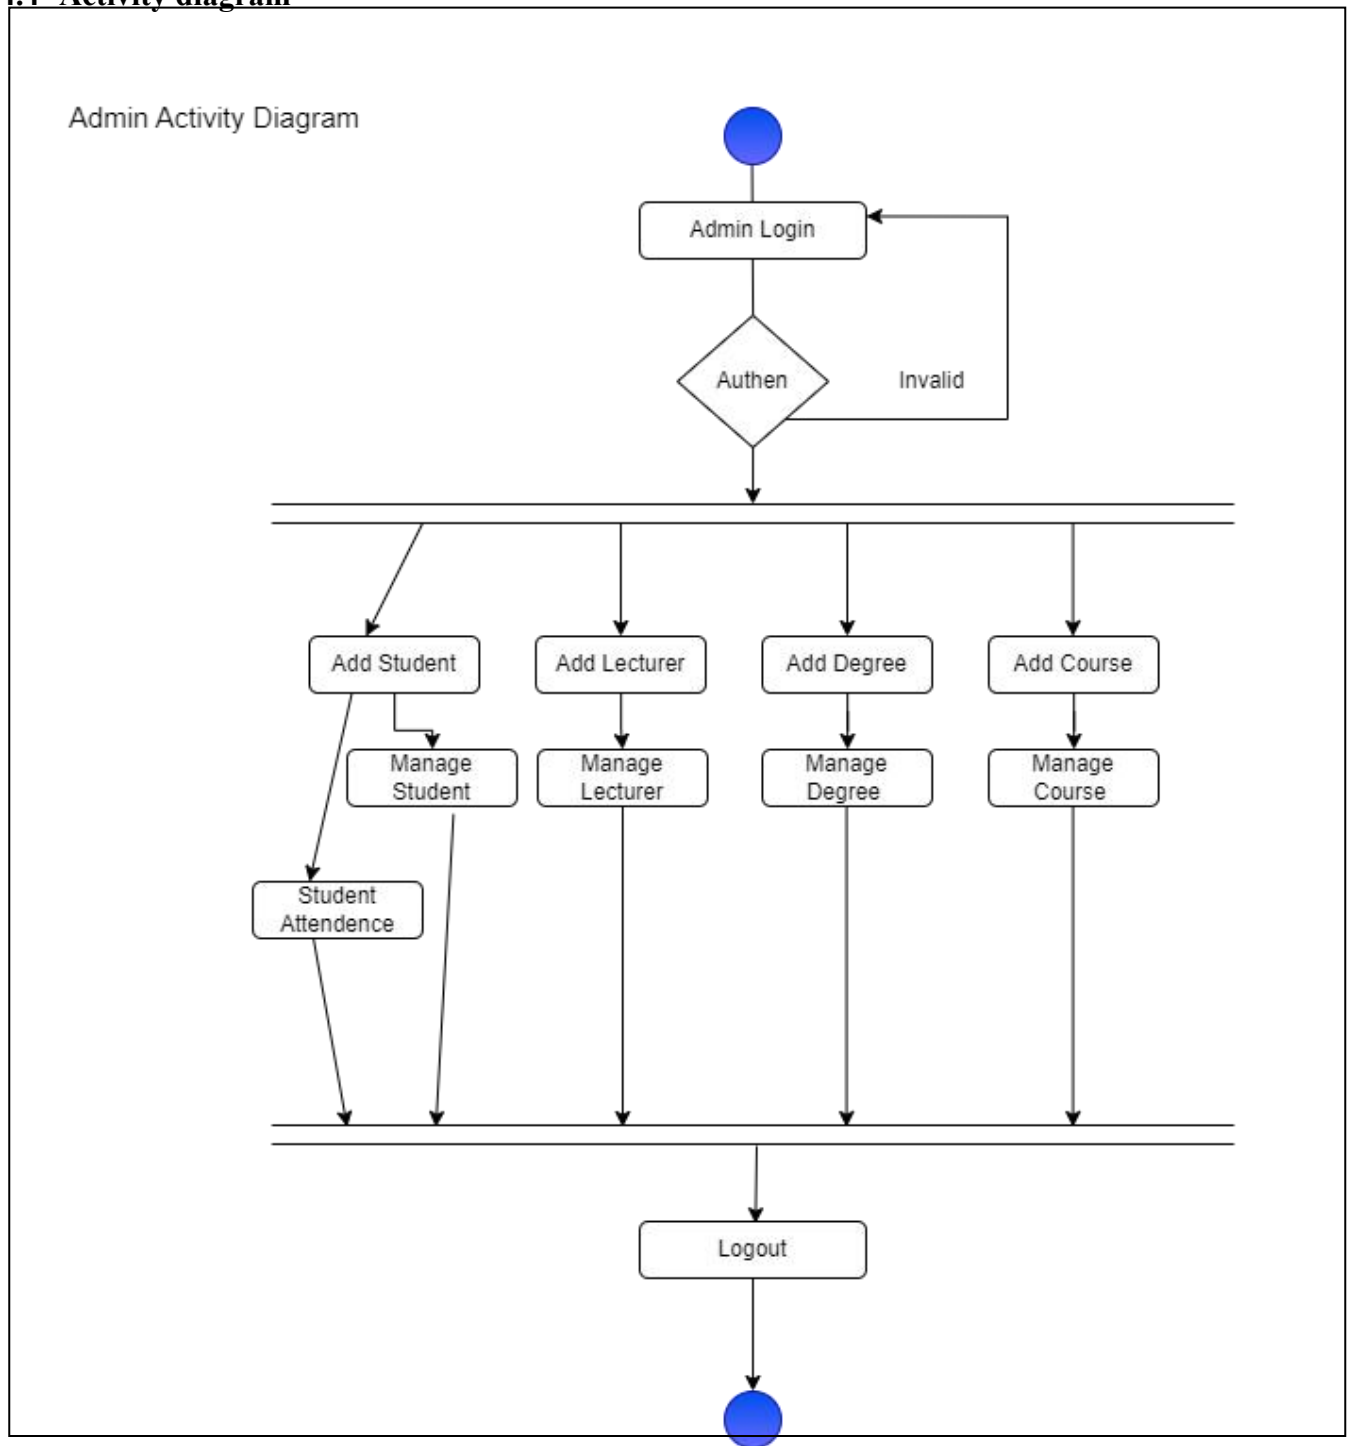 Activity diagram
Admin Activity Diagram
Admin Login
Authen
Invalid
Add Student
Add Lecturer
Add Degree
Add Course
Manage
Student
Manage
Lecturer
Manage
Degree
Manage
Course
Student
Attendence
Logout